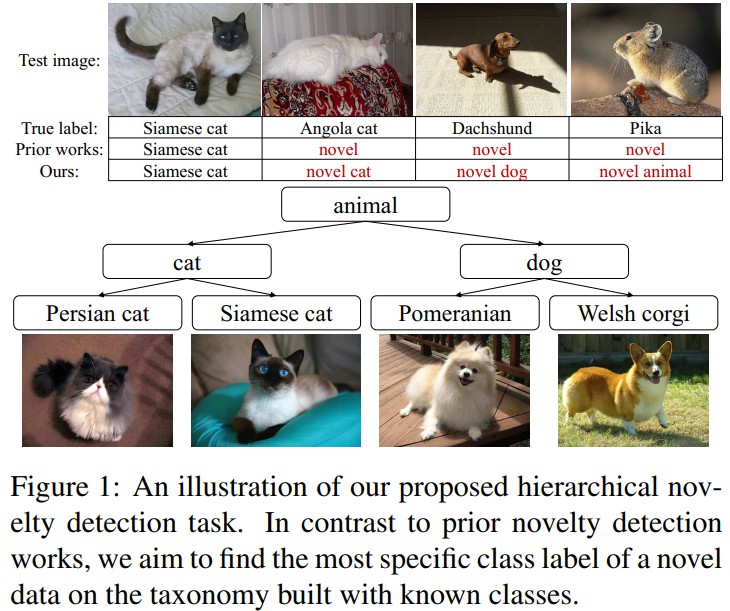 Test image:
True label: Siamese cat Angola cat Dachshund Pika
Prior works: Siamese cat novel novel novel
Ours: Siamese cat novel cat novel dog novel animal
animal
cat dog
Persian cat Siamese cat Pomeranian Welsh corgi
Figure 1: An illustration of our proposed hierarchical nov-
elty detection task. In contrast to prior novelty detection
works, we aim to find the most specific class label of a novel
data on the taxonomy built with known classes.